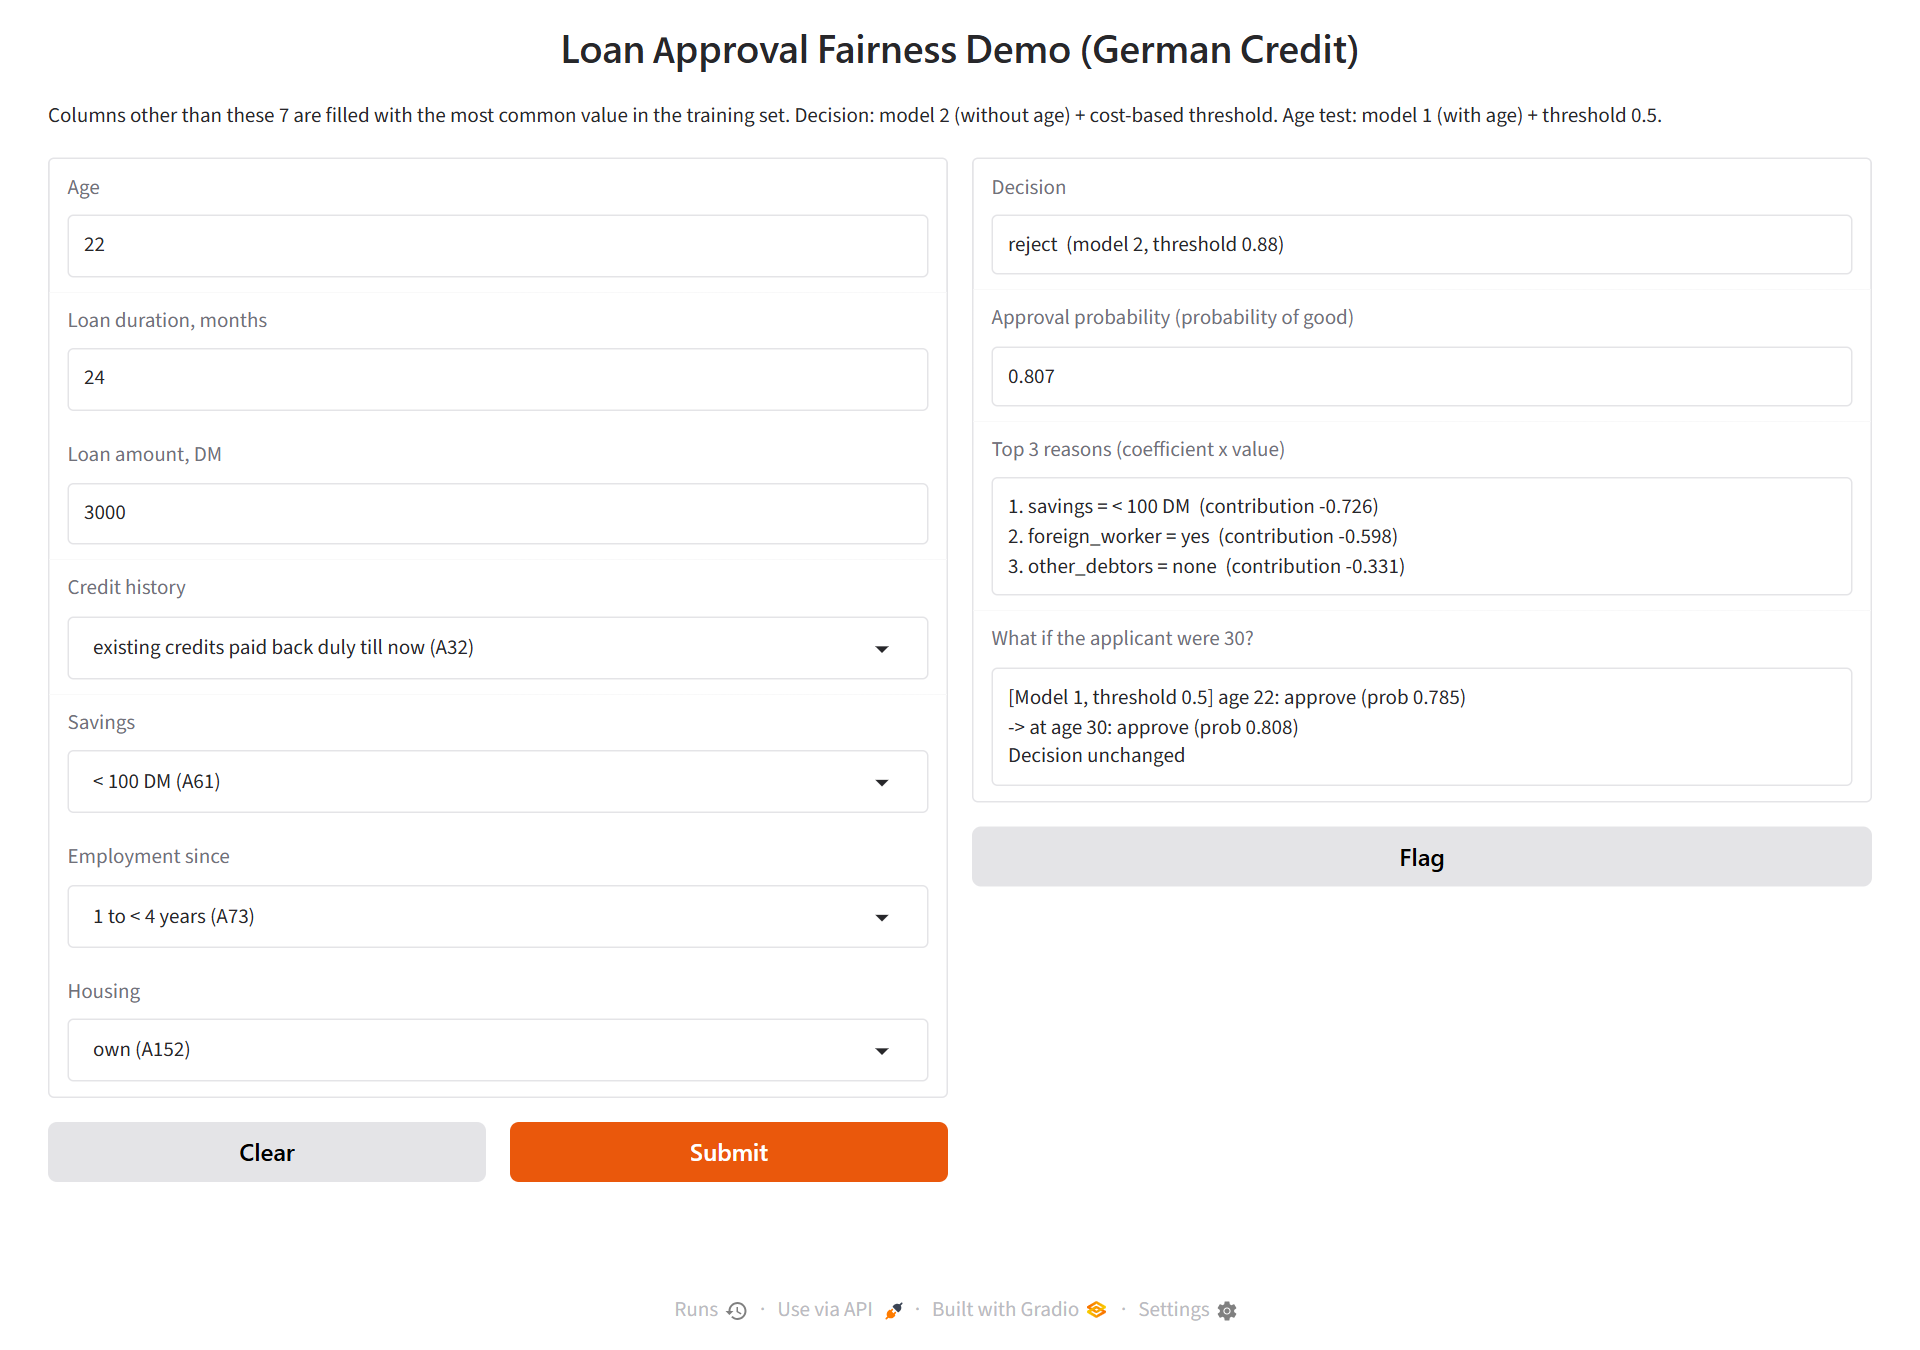 Loan Approval Fairness Demo (German Credit)
Columns other than these 7 are filled with the most common value in the training set. Decision: model 2 (without age) + cost-based threshold. Age test: model 1 (with age) + threshold 0.5.
Age
22
Loan duration, months
24
Loan amount, DM
3000
Credit history
existing credits paid back duly till now (A32)
Savings
< 100 DM (A61)
Employment since
1 to < 4 years (A73)
Housing
own (A152)
Clear
Submit
Decision
reject (model 2, threshold 0.88)
Approval probability (probability of good)
0.807
Top 3 reasons (coefficient x value)
1. savings = < 100 DM (contribution -0.726)
2. foreign_worker = yes (contribution -0.598)
3. other_debtors = none (contribution -0.331)
What if the applicant were 30?
[Model 1, threshold 0.5] age 22: approve (prob 0.785)
-> at age 30: approve (prob 0.808)
Decision unchanged
Flag
Runs · Use via API · Built with Gradio · Settings